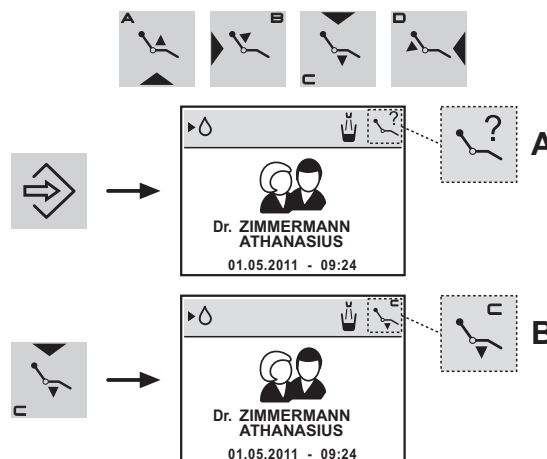 A B C D
?
? A
Dr. ZIMMERMANN
ATHANASIUS
01.05.2011 - 09:24
C C B
C
Dr. ZIMMERMANN
ATHANASIUS
01.05.2011 - 09:24